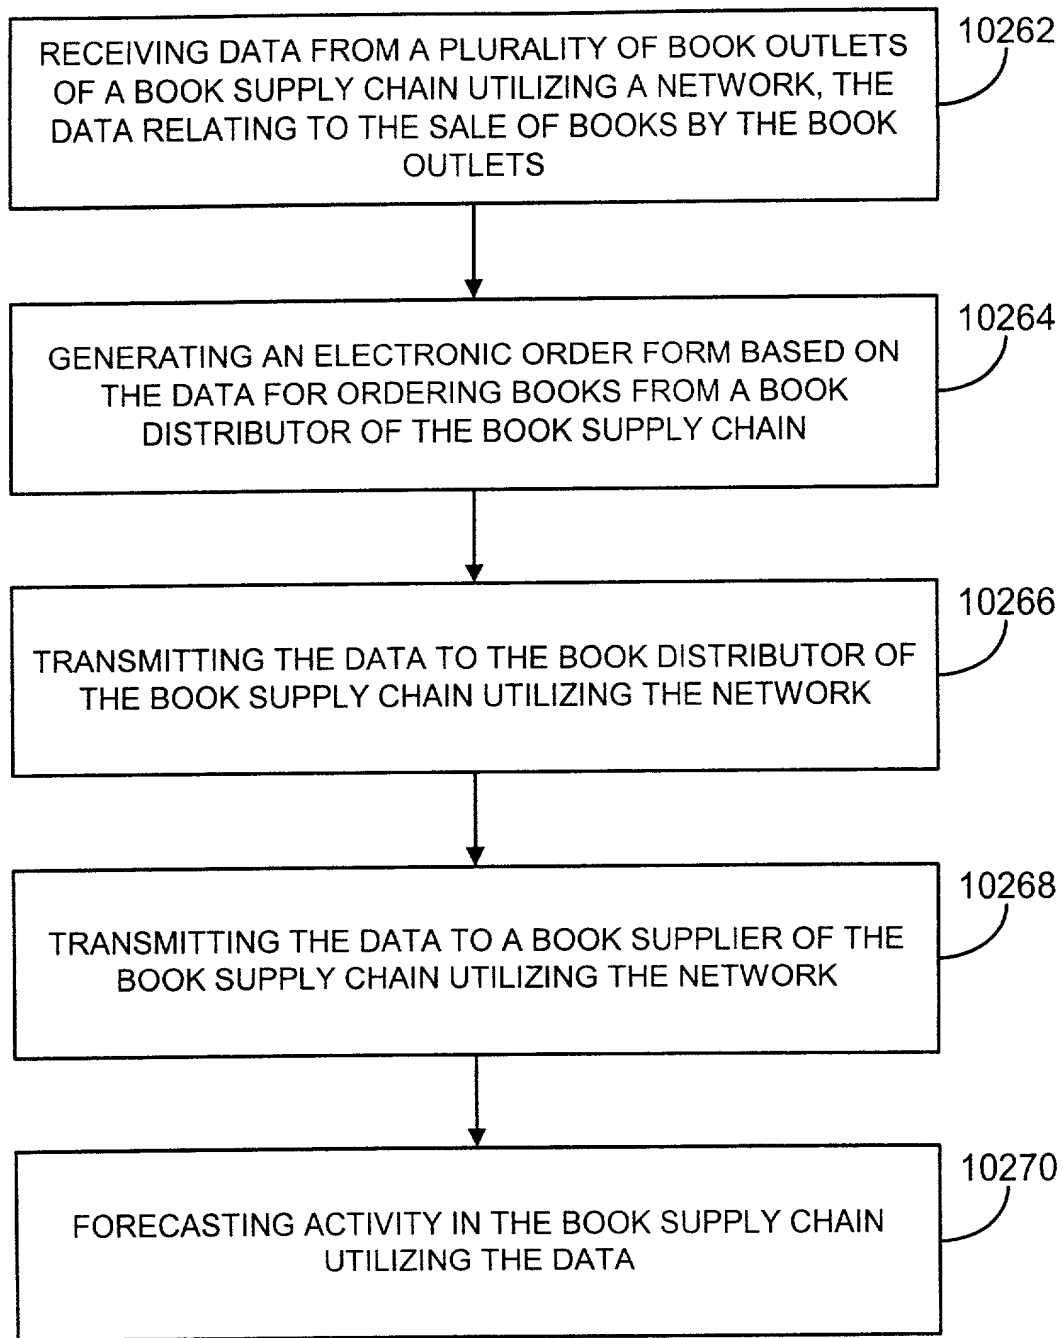 10262
RECEIVING DATA FROM A PLURALITY OF BOOK OUTLETS
OF A BOOK SUPPLY CHAIN UTILIZING A NETWORK, THE
DATA RELATING TO THE SALE OF BOOKS BY THE BOOK
OUTLETS
10264
GENERATING AN ELECTRONIC ORDER FORM BASED ON
THE DATA FOR ORDERING BOOKS FROM A BOOK
DISTRIBUTOR OF THE BOOK SUPPLY CHAIN
10266
TRANSMITTING THE DATA TO THE BOOK DISTRIBUTOR OF
THE BOOK SUPPLY CHAIN UTILIZING THE NETWORK
10268
TRANSMITTING THE DATA TO A BOOK SUPPLIER OF THE
BOOK SUPPLY CHAIN UTILIZING THE NETWORK
10270
FORECASTING ACTIVITY IN THE BOOK SUPPLY CHAIN
UTILIZING THE DATA